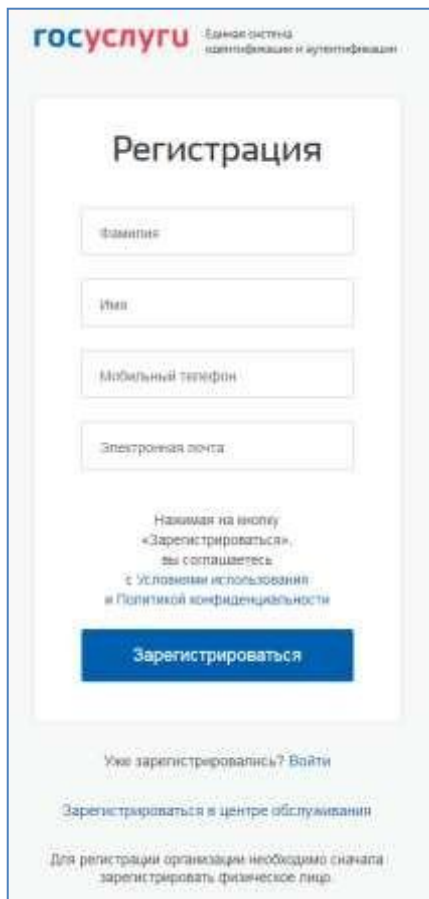 госуслуги
Единая система
идентификации и аутентификации
Регистрация
Фамилия
Имя
Мобильный телефон
Электронная почта
Нажимая на кнопку
«Зарегистрироваться»,
вы соглашаетесь
с Условиями использования
и Политикой конфиденциальности
Зарегистрироваться
Уже зарегистрировались? Войти
Зарегистрироваться в центре обслуживания
Для регистрации организации необходимо сначала
зарегистрировать физическое лицо.